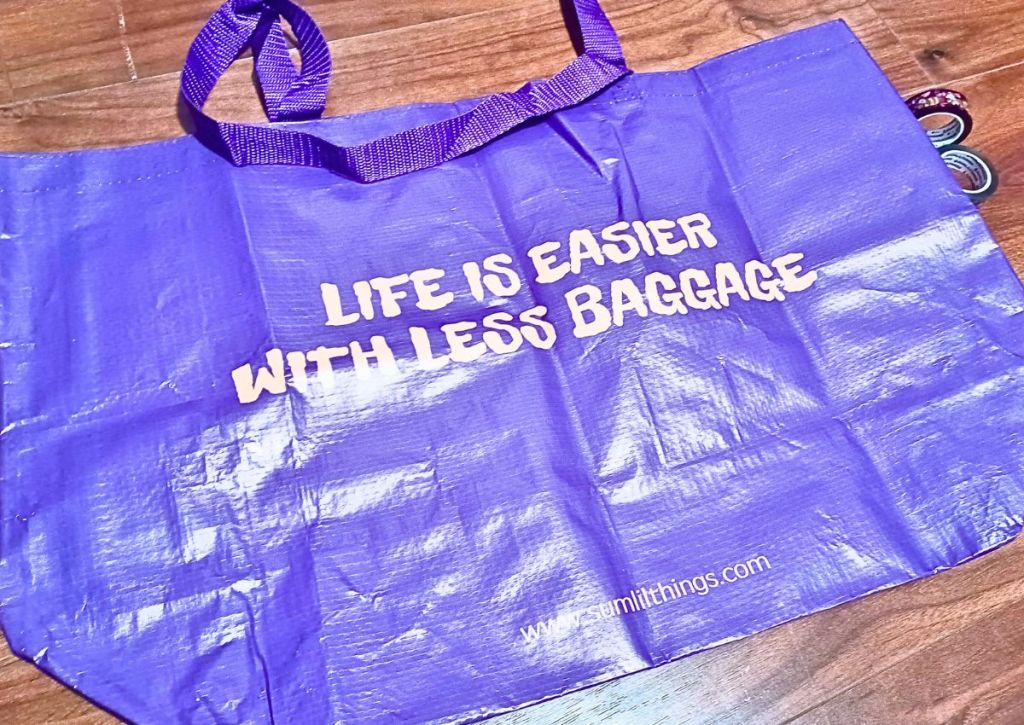 LIFE IS EASIER
WITH LESS BAGGAGE
www.sumlilthings.com